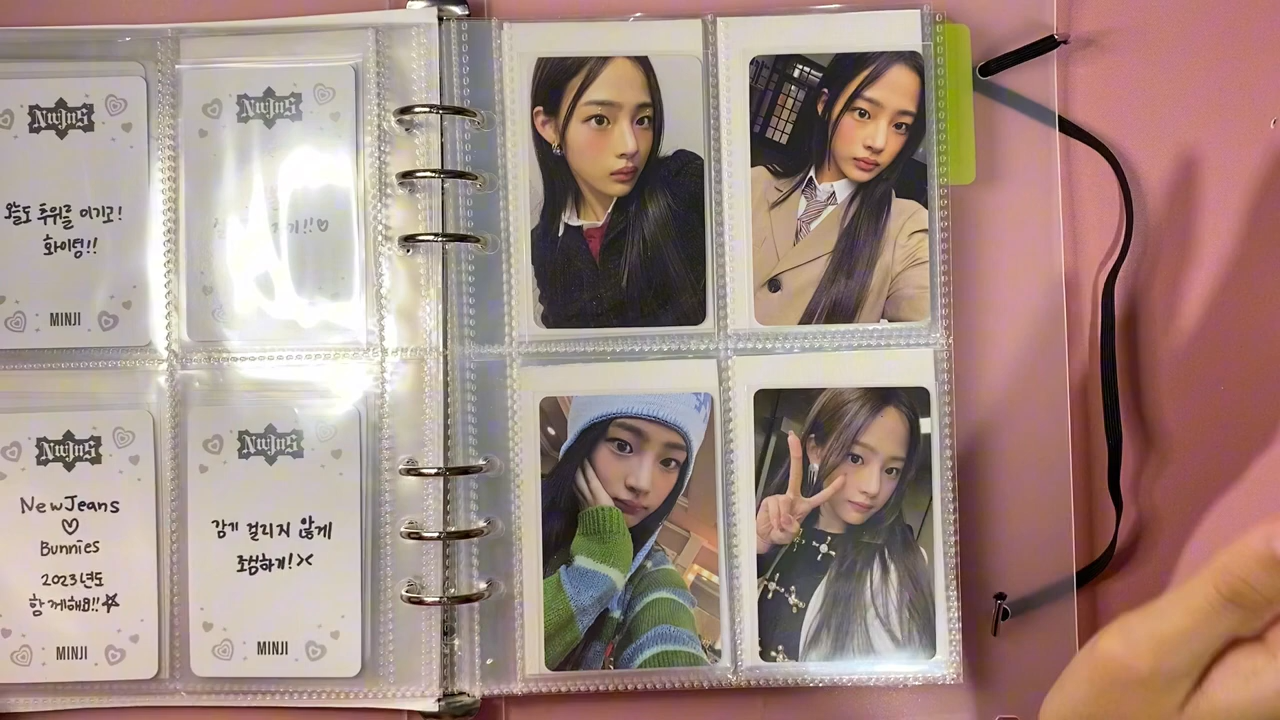 NwJnS
오늘도 추위를 이기고!
화이팅!!
MINJI
NwJnS
NwJnS
NewJeans
♡
Bunnies
2023년도
함께해요!!☆
MINJI
NwJnS
감기 걸리지 않게
조심하기!><
MINJI